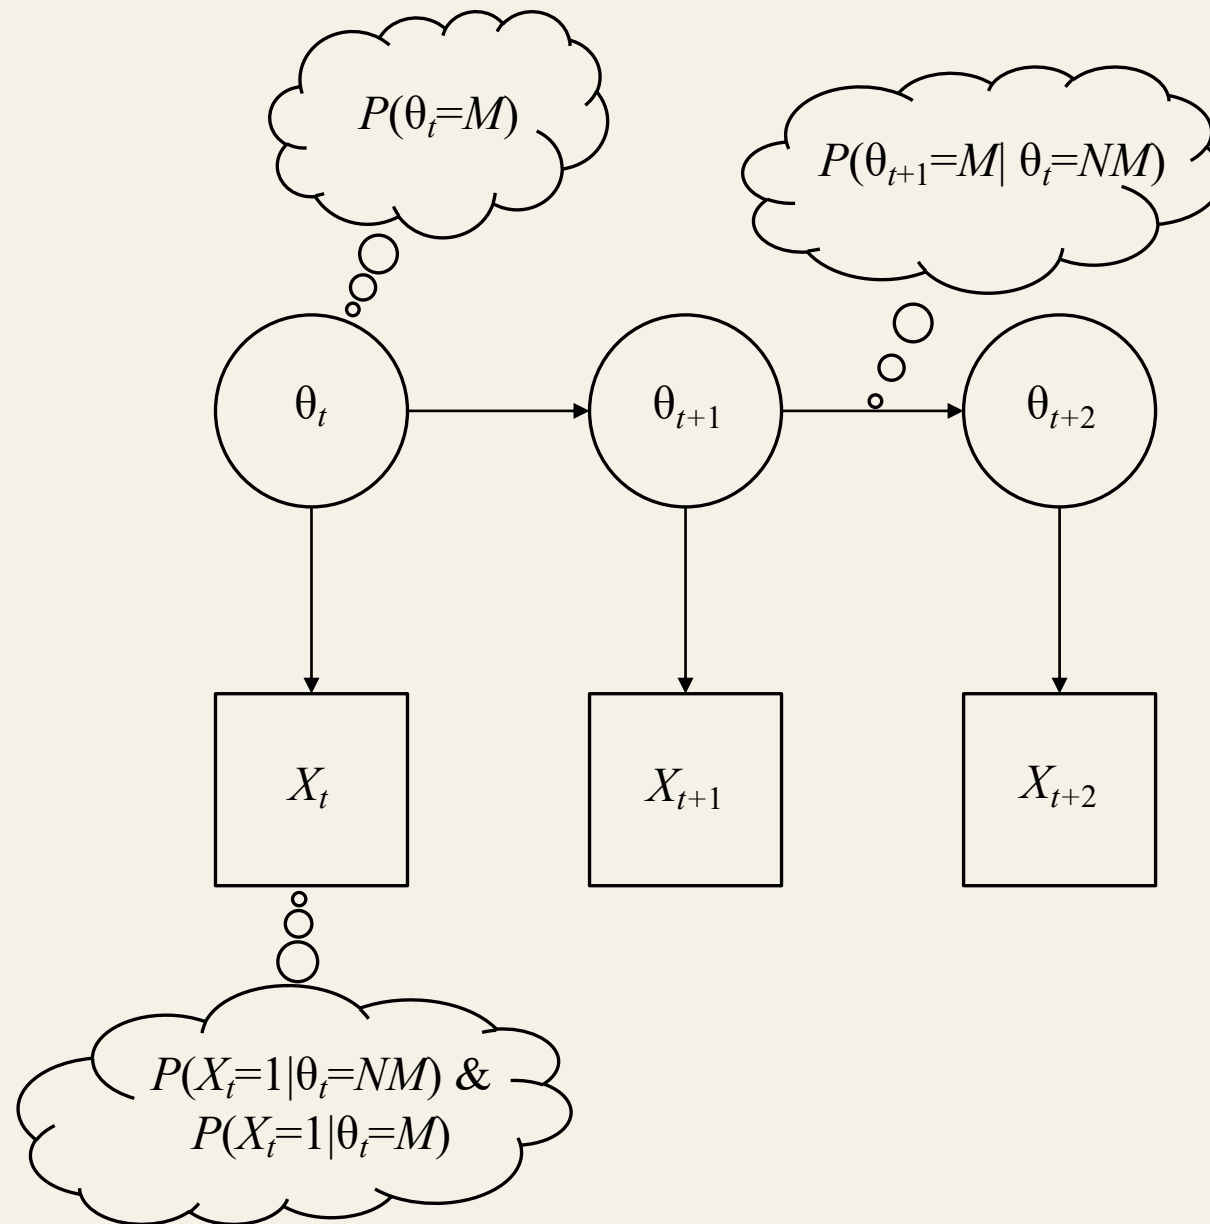 P(θt=M)
P(θt+1=M| θt=NM)
θt
θt+1
θt+2
Xt
Xt+1
Xt+2
P(Xt=1|θt=NM) &
P(Xt=1|θt=M)